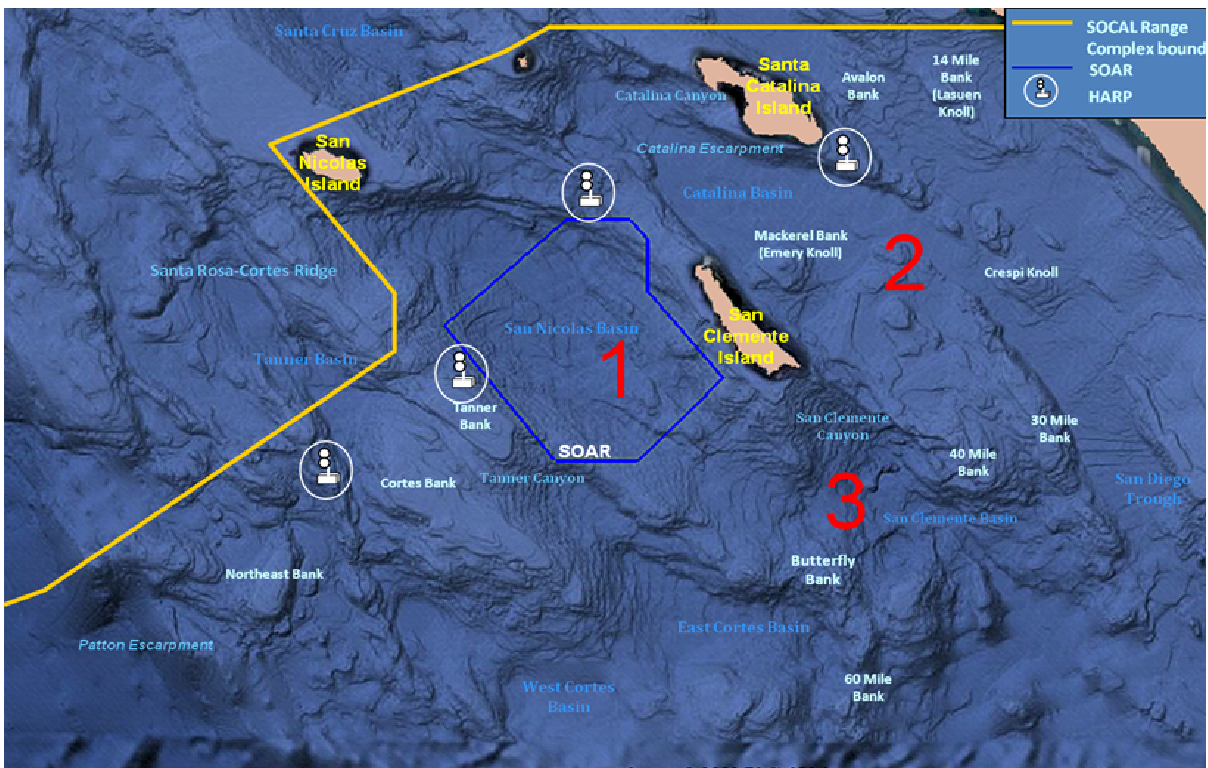 Santa Cruz Basin
SOCAL Range
Complex bound
SOAR
HARP
Santa
Catalina
Island
Catalina Canyon
Avalon
Bank
14 Mile
Bank
(Lasuen
Knoll)
San
Nicolas
Island
Catalina Escarpment
Catalina Basin
Mackerel Bank
(Emery Knoll)
2
Crespi Knoll
Santa Rosa-Cortes Ridge
San Nicolas Basin
1
San
Clemente
Island
Tanner Basin
Tanner
Bank
San Clemente
Canyon
30 Mile
Bank
40 Mile
Bank
SOAR
Cortes Bank
Tanner Canyon
San Diego
Trough
3
San Clemente Basin
Northeast Bank
Butterfly
Bank
Patton Escarpment
East Cortes Basin
West Cortes
Basin
60 Mile
Bank